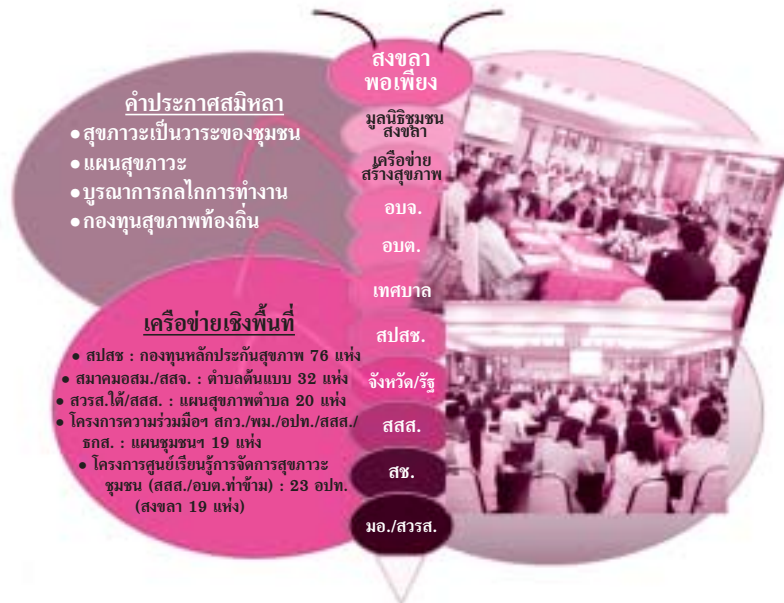 สงขลา
พอเพียง
มูลนิธิชุมชน
สงขลา
เครือข่าย
สร้างสุขภาพ
อบจ.
อบต.
เทศบาล
สปสช.
จังหวัด/รัฐ
สสส.
สช.
มอ./สวรส.
คำประกาศสมิหลา
• สุขภาวะเป็นวาระของชุมชน
• แผนสุขภาวะ
• บูรณาการกลไกการทำงาน
• กองทุนสุขภาพท้องถิ่น
เครือข่ายเชิงพื้นที่
• สปสช : กองทุนหลักประกันสุขภาพ 76 แห่ง
• สมาคมอสม./สสจ. : ตำบลต้นแบบ 32 แห่ง
• สวรส.ใต้/สสส. : แผนสุขภาพตำบล 20 แห่ง
• โครงการความร่วมมือฯ สกว./พม./อปท./สสส./
ธกส. : แผนชุมชนฯ 19 แห่ง
• โครงการศูนย์เรียนรู้การจัดการสุขภาวะ
ชุมชน (สสส./อบต.ท่าข้าม) : 23 อปท.
(สงขลา 19 แห่ง)